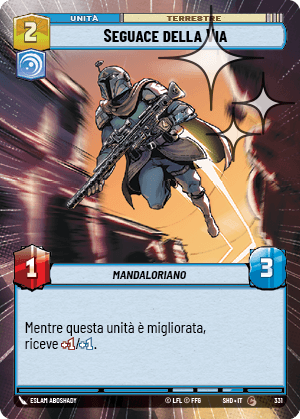 UNITÀ
TERRESTRE
2
SEGUACE DELLA VIA
1
MANDALORIANO
3
Mentre questa unità è migliorata,
riceve +1/+1.
ESLAM ABOSHADY
© LFL © FFG
SHD • IT
331